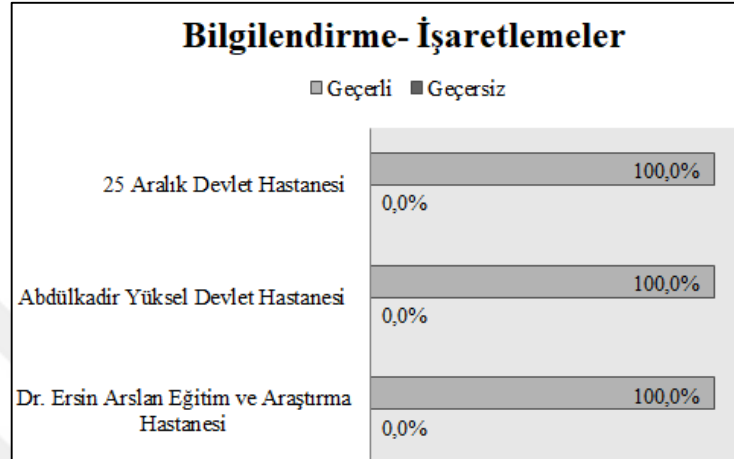 Bilgilendirme- İşaretlemeler
Geçerli Geçersiz
25 Aralık Devlet Hastanesi
100,0%
0,0%
Abdülkadir Yüksel Devlet Hastanesi
100,0%
0,0%
Dr. Ersin Arslan Eğitim ve Araştırma
Hastanesi
100,0%
0,0%